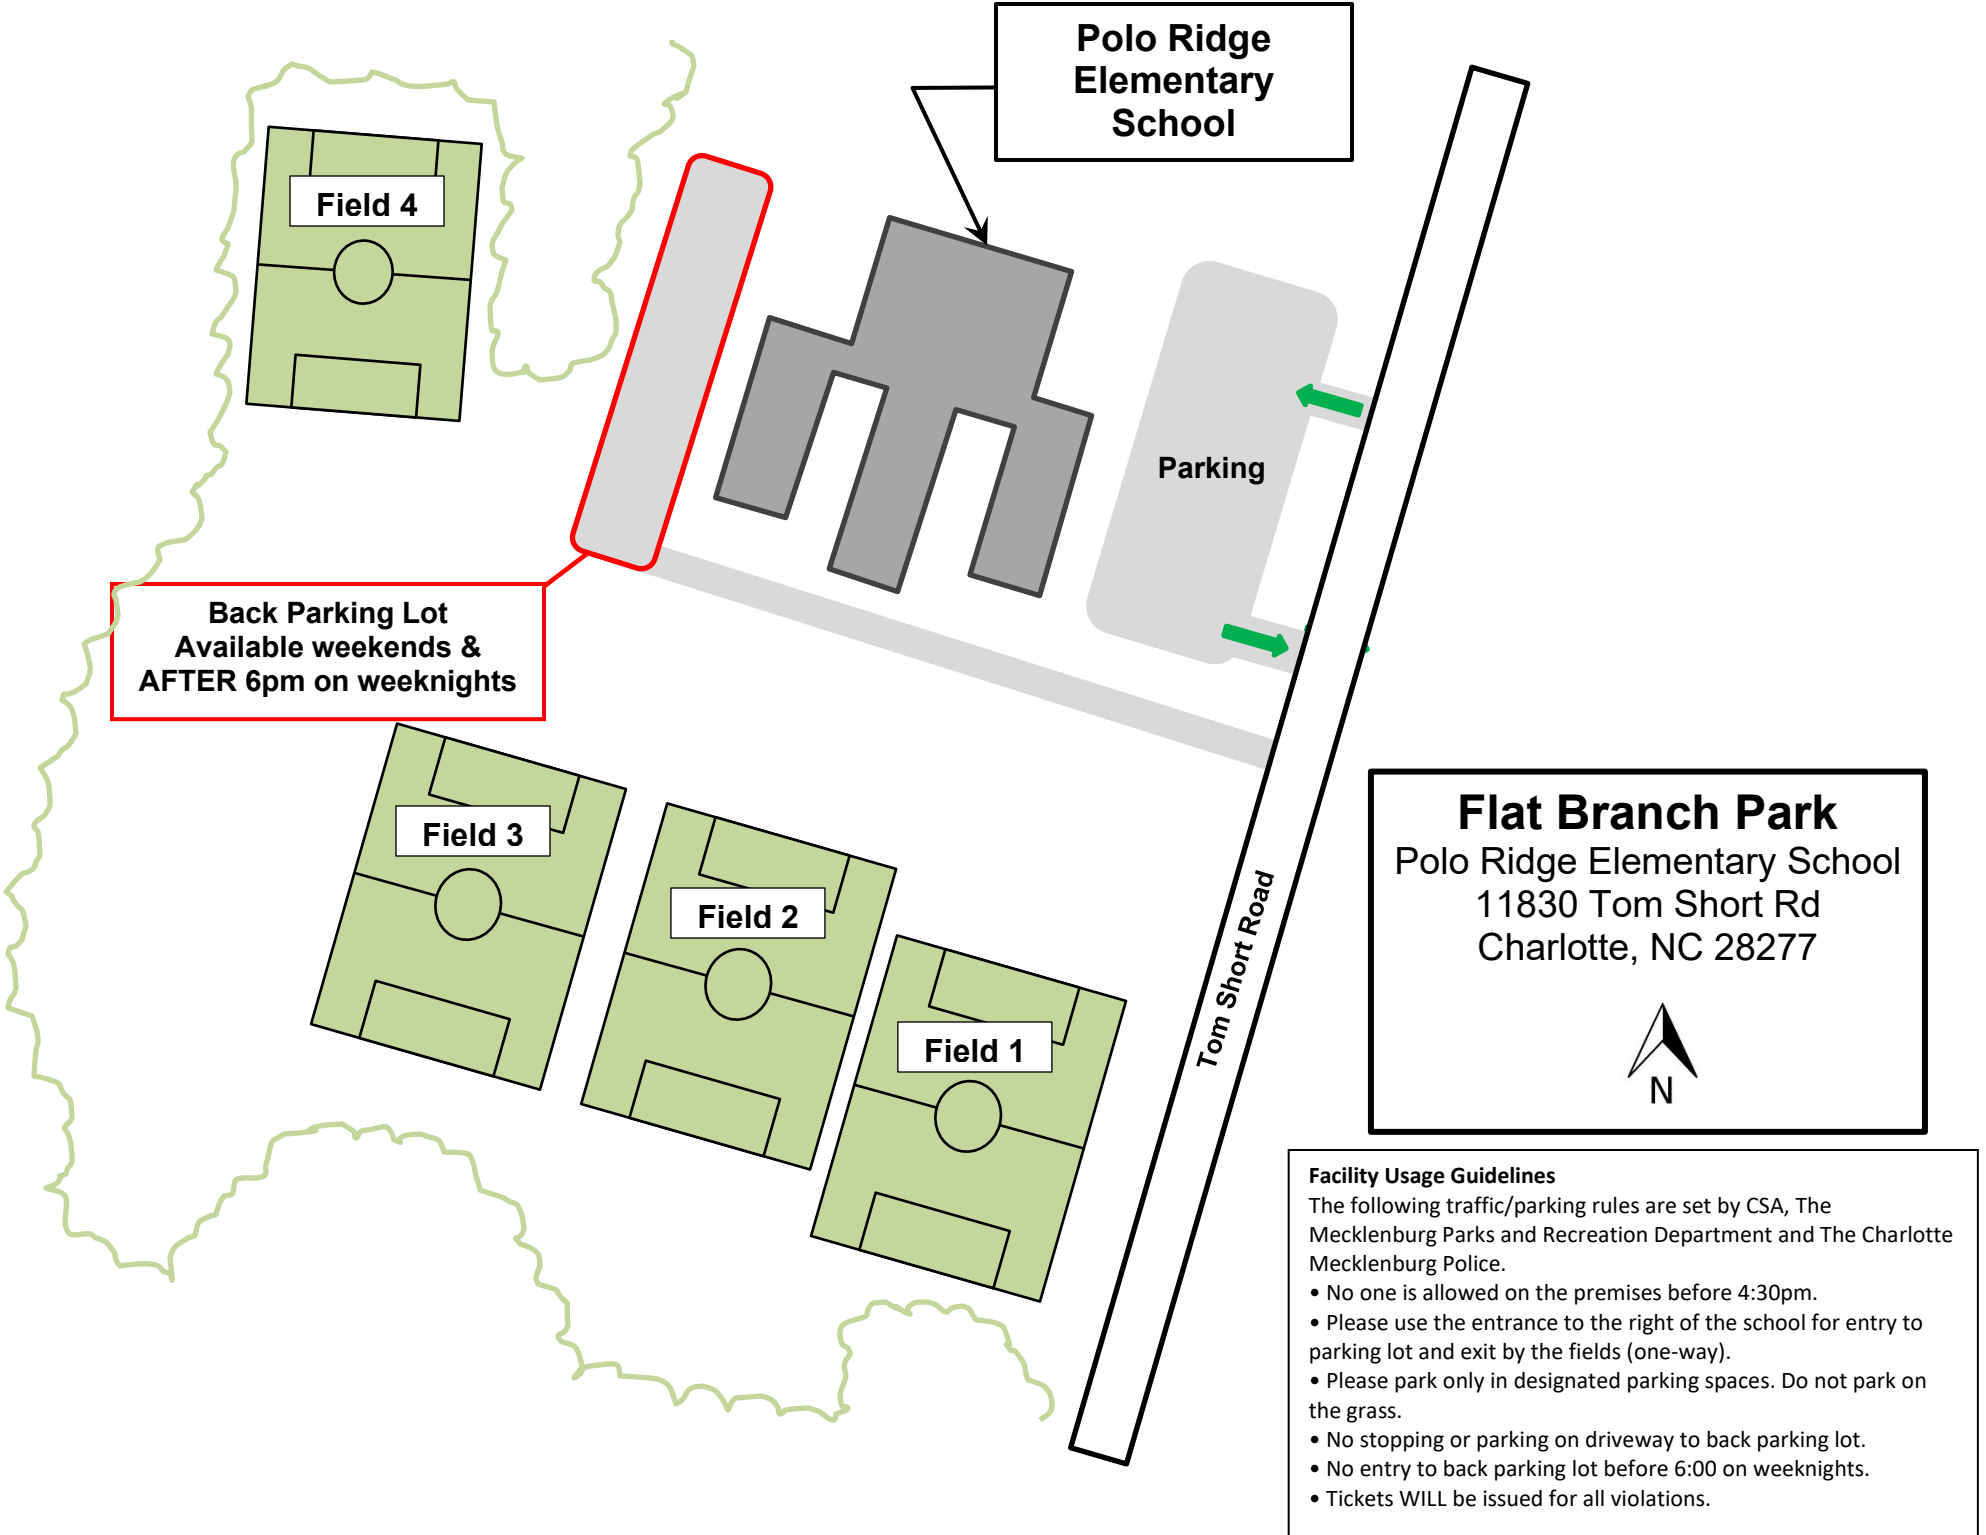 Polo Ridge
Elementary
School
Field 4
Parking
Back Parking Lot
Available weekends &
AFTER 6pm on weeknights
Field 3
Field 2
Field 1
Tom Short Road
Flat Branch Park
Polo Ridge Elementary School
11830 Tom Short Rd
Charlotte, NC 28277
N
Facility Usage Guidelines
The following traffic/parking rules are set by CSA, The
Mecklenburg Parks and Recreation Department and The Charlotte
Mecklenburg Police.
• No one is allowed on the premises before 4:30pm.
• Please use the entrance to the right of the school for entry to
parking lot and exit by the fields (one-way).
• Please park only in designated parking spaces. Do not park on
the grass.
• No stopping or parking on driveway to back parking lot.
• No entry to back parking lot before 6:00 on weeknights.
• Tickets WILL be issued for all violations.